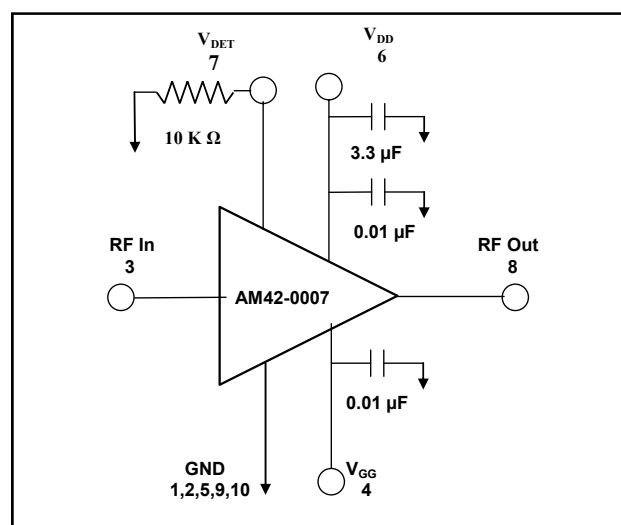 V_DET
7
V_DD
6
10 K Ω
3.3 µF
0.01 µF
RF In
3
RF Out
8
AM42-0007
0.01 µF
GND
1,2,5,9,10
V_GG
4